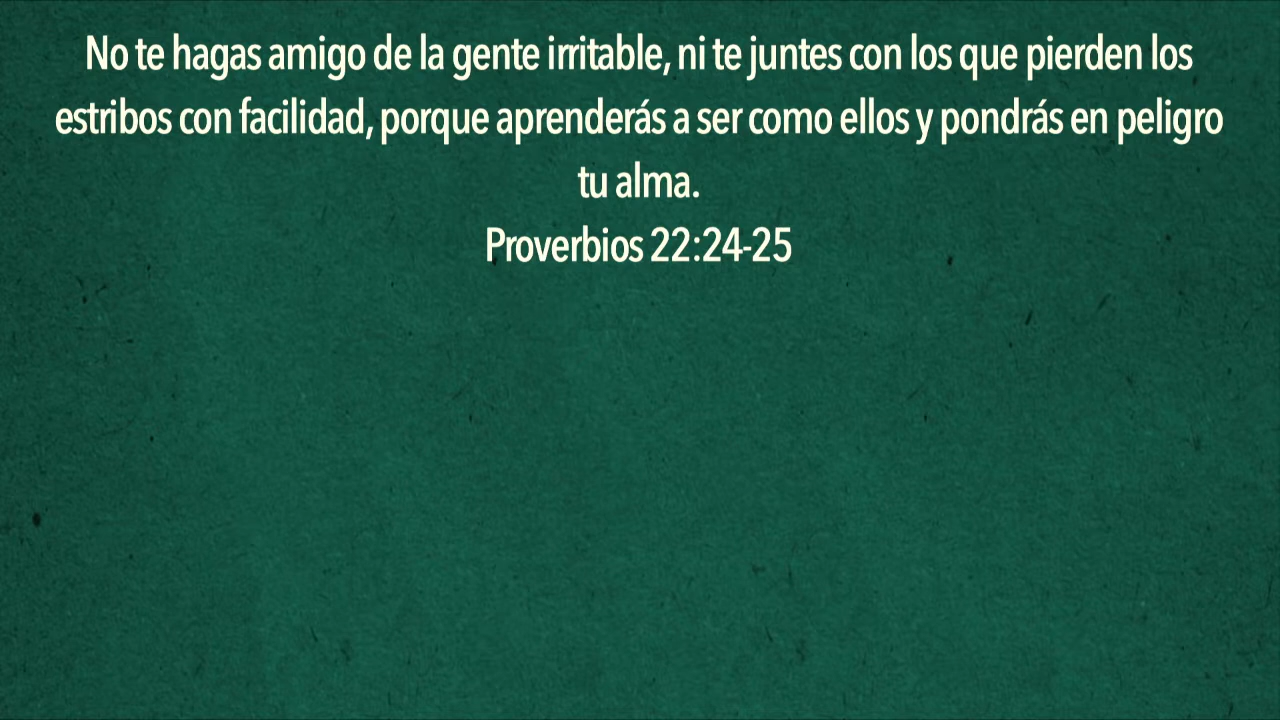 No te hagas amigo de la gente irritable, ni te juntes con los que pierden los
estribos con facilidad, porque aprenderás a ser como ellos y pondrás en peligro
tu alma.
Proverbios 22:24-25